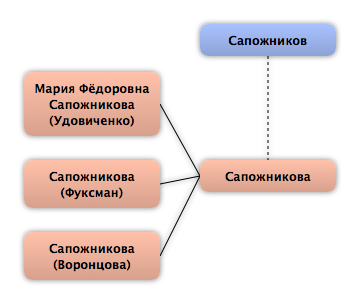 Сапожников
Мария Фёдоровна
Сапожникова
(Удовиченко)
Сапожникова
(Фуксман)
Сапожникова
Сапожникова
(Воронцова)